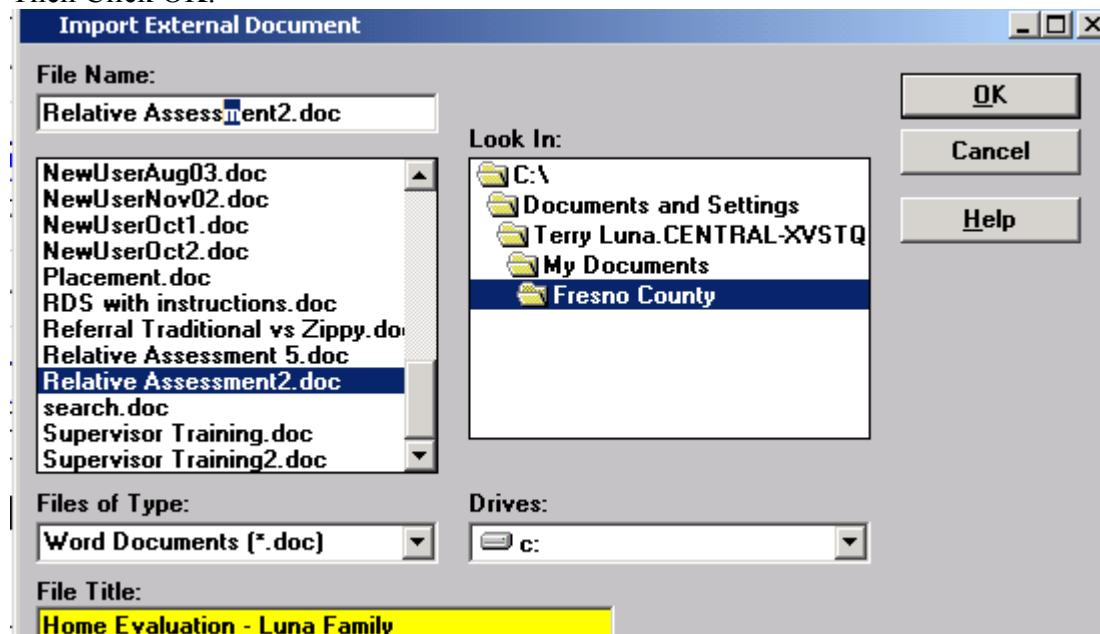 Then Click OK.
Import External Document
File Name:
Relative Assessment2.doc
OK
Cancel
Help
NewUserAug03.doc
NewUserNov02.doc
NewUserOct1.doc
NewUserOct2.doc
Placement.doc
RDS with instructions.doc
Referral Traditional vs Zippy.do
Relative Assessment 5.doc
Relative Assessment2.doc
search.doc
Supervisor Training.doc
Supervisor Training2.doc
Look In:
C:\
Documents and Settings
Terry Luna.CENTRAL-XVSTQ
My Documents
Fresno County
Files of Type:
Word Documents (*.doc)
Drives:
c:
File Title:
Home Evaluation - Luna Family